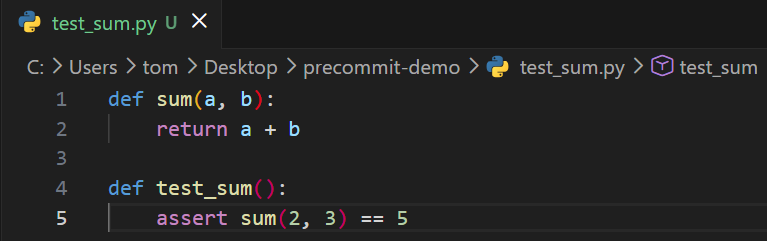 test_sum.py U ×
C: > Users > tom > Desktop > precommit-demo > test_sum.py > test_sum
1 def sum(a, b):
2     return a + b
3
4 def test_sum():
5     assert sum(2, 3) == 5